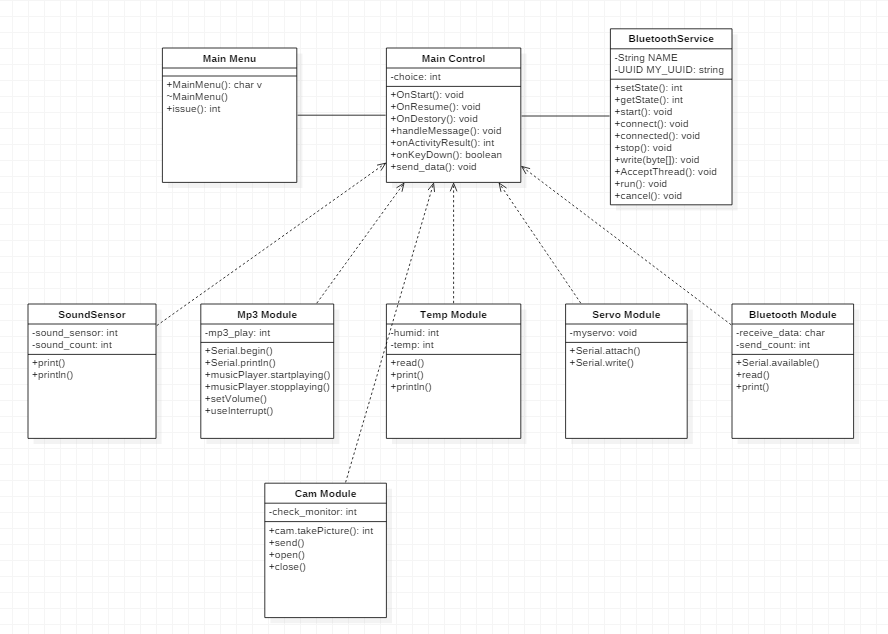 Main Menu
+MainMenu(): char v
~MainMenu()
+issue(): int
Main Control
-choice: int
+OnStart(): void
+OnResume(): void
+OnDestory(): void
+handleMessage(): void
+onActivityResult(): int
+onKeyDown(): boolean
+send_data(): void
BluetoothService
-String NAME
-UUID MY_UUID: string
+setState(): int
+getState(): int
+start(): void
+connect(): void
+connected(): void
+stop(): void
+write(byte[]): void
+AcceptThread(): void
+run(): void
+cancel(): void
SoundSensor
-sound_sensor: int
-sound_count: int
+print()
+println()
Mp3 Module
-mp3_play: int
+Serial.begin()
+Serial.println()
+musicPlayer.startplaying()
+musicPlayer.stopplaying()
+setVolume()
+useInterrupt()
Temp Module
-humid: int
-temp: int
+read()
+print()
+println()
Servo Module
-myservo: void
+Serial.attach()
+Serial.write()
Bluetooth Module
-receive_data: char
-send_count: int
+Serial.available()
+read()
+print()
Cam Module
-check_monitor: int
+cam.takePicture(): int
+send()
+open()
+close()